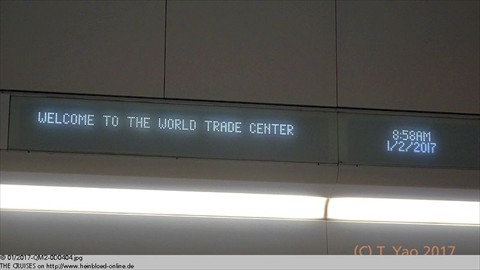 WELCOME TO THE WORLD TRADE CENTER
8:58AM
1/2/2017
(C) T. Yao 2017
© 01/2017-QM2-DD0404.jpg
THE CRUISES on http://www.heinbloed-online.de